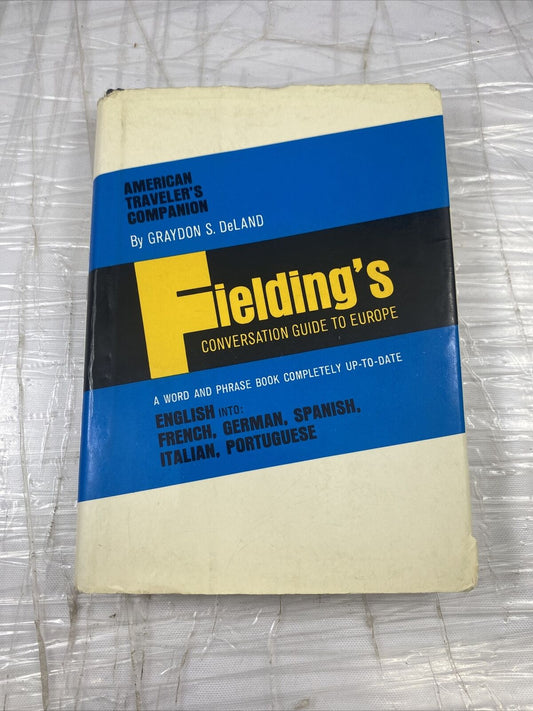 AMERICAN
TRAVELER'S
COMPANION
By GRAYDON S. DeLAND
Fielding's
CONVERSATION GUIDE TO EUROPE
A WORD AND PHRASE BOOK COMPLETELY UP-TO-DATE
ENGLISH INTO:
FRENCH, GERMAN, SPANISH,
ITALIAN, PORTUGUESE